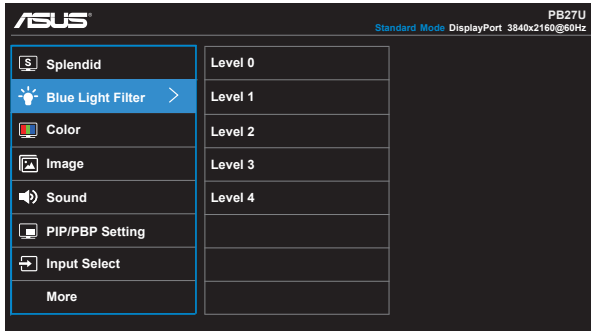 ASUS
PB27U
Standard Mode DisplayPort 3840x2160@60Hz
S Splendid
Blue Light Filter
Color
Image
Sound
PIP/PBP Setting
Input Select
More
Level 0
Level 1
Level 2
Level 3
Level 4